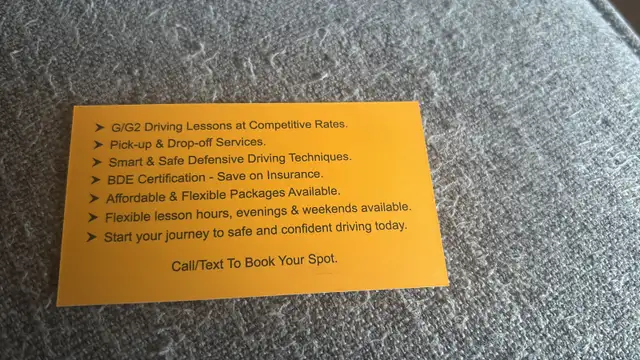 ➤ G/G2 Driving Lessons at Competitive Rates.
➤ Pick-up & Drop-off Services.
➤ Smart & Safe Defensive Driving Techniques.
➤ BDE Certification - Save on Insurance.
➤ Affordable & Flexible Packages Available.
➤ Flexible lesson hours, evenings & weekends available.
➤ Start your journey to safe and confident driving today.
Call/Text To Book Your Spot.